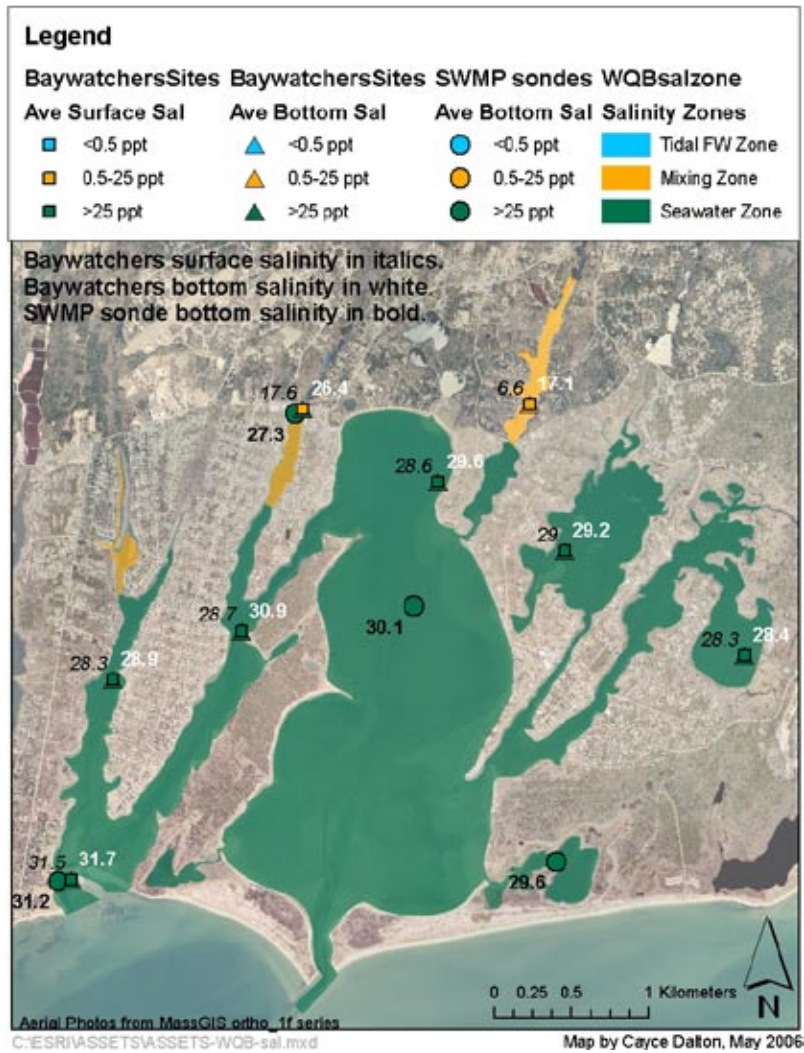 Legend
BaywatchersSites BaywatchersSites SWMP sondes WQBsalzone
Ave Surface Sal Ave Bottom Sal Ave Bottom Sal Salinity Zones
<0.5 ppt <0.5 ppt <0.5 ppt Tidal FW Zone
0.5-25 ppt 0.5-25 ppt 0.5-25 ppt Mixing Zone
>25 ppt >25 ppt >25 ppt Seawater Zone
Baywatchers surface salinity in italics.
Baywatchers bottom salinity in white.
SWMP sonde bottom salinity in bold.
17.6 26.4
27.3
6.6 17.1
28.6 29.6
29 29.2
30.1
28.7 30.9
28.3 28.4
28.3 28.9
31.5 31.7
31.2
29.6
0 0.25 0.5 1 Kilometers
N
Aerial Photos from MassGIS ortho_1f series
C:\ESRI\ASSETS\ASSETS-WQB-sal.mxd
Map by Cayce Dalton, May 2006